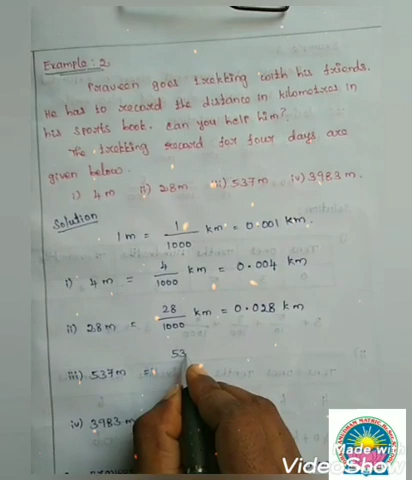 Example : 2
Praveen goes trekking with his friends.
He has to record the distance in kilometres in
his sports book. Can you help him?
The trekking record for four days are
given below.
i) 4 m ii) 28 m iii) 537 m iv) 3983 m.
Solution
1 m = 1/1000 km = 0.001 km.
i) 4 m = 4/1000 km = 0.004 km
ii) 28 m = 28/1000 km = 0.028 km
iii) 537 m = 53
iv) 3983 m
Made with
VideoShow